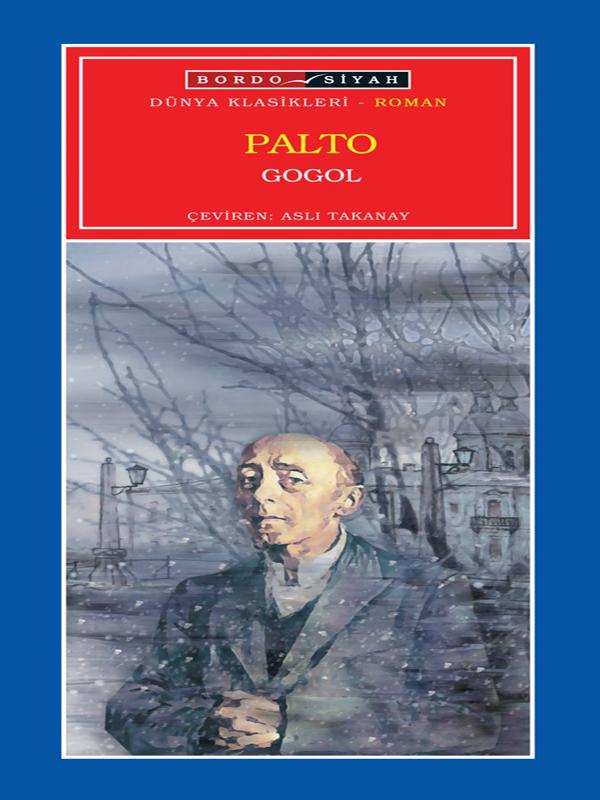 BORDO SİYAH
DÜNYA KLASİKLERİ - ROMAN
PALTO
GOGOL
ÇEVİREN: ASLI TAKANAY